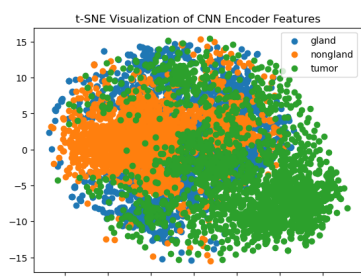 t-SNE Visualization of CNN Encoder Features
15
10
5
0
−5
−10
−15
gland
nongland
tumor